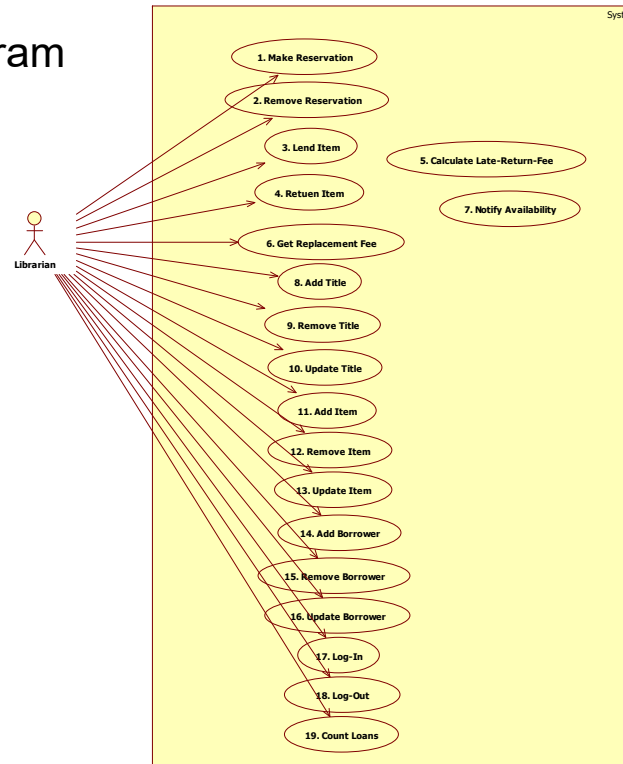 ram
Syst
1. Make Reservation
2. Remove Reservation
3. Lend Item
5. Calculate Late-Return-Fee
4. Retuen Item
7. Notify Availability
Librarian
6. Get Replacement Fee
8. Add Title
9. Remove Title
10. Update Title
11. Add Item
12. Remove Item
13. Update Item
14. Add Borrower
15. Remove Borrower
16. Update Borrower
17. Log-In
18. Log-Out
19. Count Loans